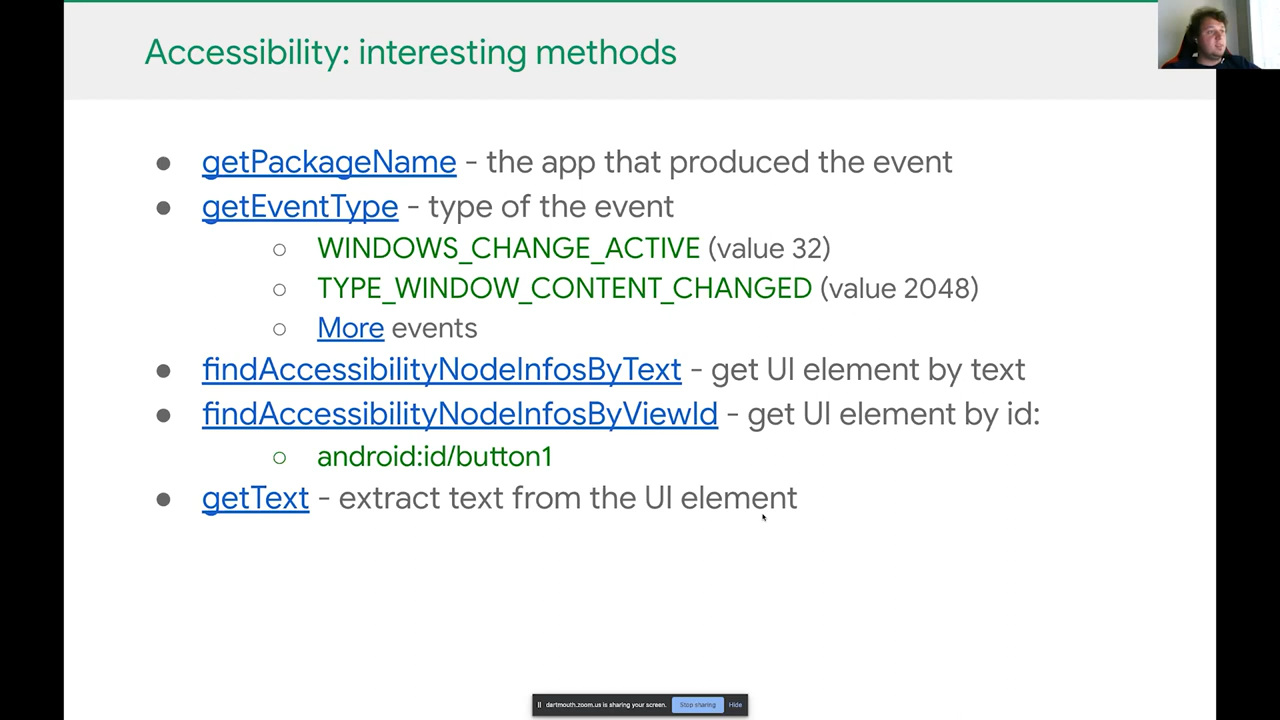 Accessibility: interesting methods
● getPackageName - the app that produced the event
● getEventType - type of the event
○ WINDOWS_CHANGE_ACTIVE (value 32)
○ TYPE_WINDOW_CONTENT_CHANGED (value 2048)
○ More events
● findAccessibilityNodeInfosByText - get UI element by text
● findAccessibilityNodeInfosByViewId - get UI element by id:
○ android:id/button1
● getText - extract text from the UI element
dartmouth.zoom.us is sharing your screen. Stop sharing Hide